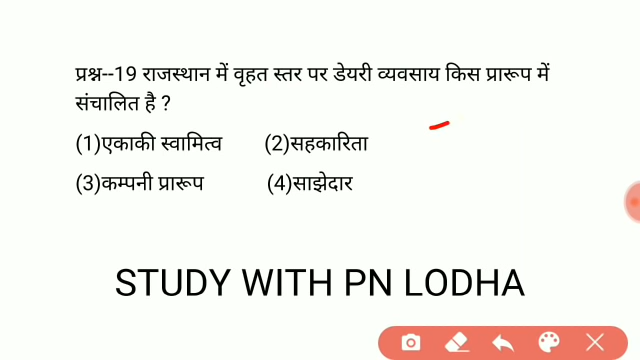 प्रश्न--19 राजस्थान में वृहत स्तर पर डेयरी व्यवसाय किस प्रारूप में
संचालित है ?
(1)एकाकी स्वामित्व (2)सहकारिता
(3)कम्पनी प्रारूप (4)साझेदार
STUDY WITH PN LODHA